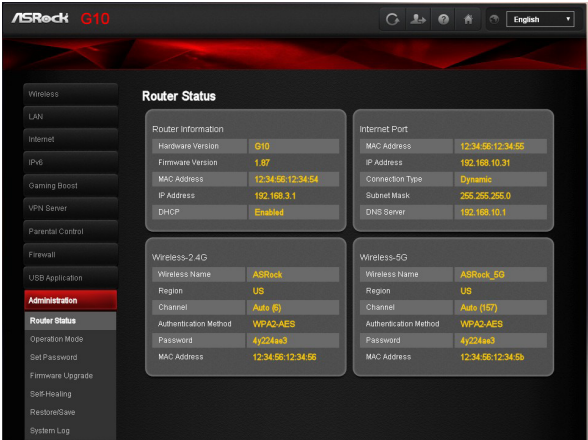 ASRock G10
English
Wireless
LAN
Internet
IPv6
Gaming Boost
VPN Server
Parental Control
Firewall
USB Application
Administration
Router Status
Operation Mode
Set Password
Firmware Upgrade
Self-Healing
Restore/Save
System Log
Router Status
Router Information
Hardware Version G10
Firmware Version 1.87
MAC Address 12:34:56:12:34:54
IP Address 192.168.3.1
DHCP Enabled
Internet Port
MAC Address 12:34:56:12:34:55
IP Address 192.168.10.31
Connection Type Dynamic
Subnet Mask 255.255.255.0
DNS Server 192.168.10.1
Wireless-2.4G
Wireless Name ASRock
Region US
Channel Auto (6)
Authentication Method WPA2-AES
Password 4y224ae3
MAC Address 12:34:56:12:34:56
Wireless-5G
Wireless Name ASRock_5G
Region US
Channel Auto (157)
Authentication Method WPA2-AES
Password 4y224ae3
MAC Address 12:34:56:12:34:5b